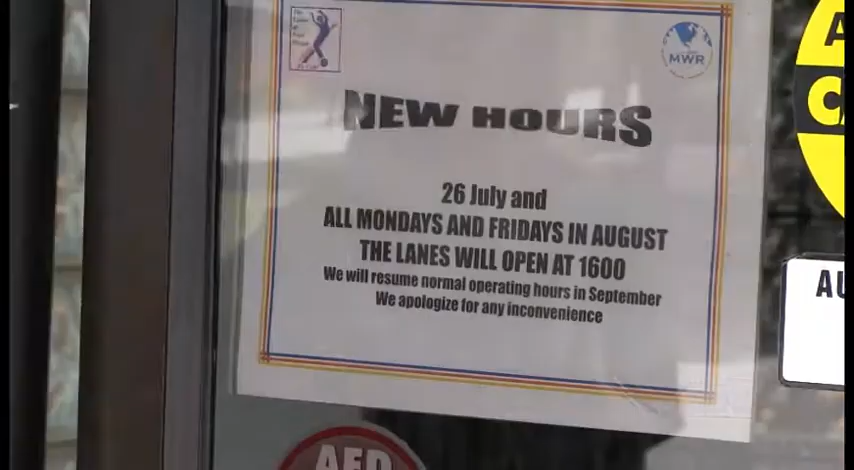 MWR
NEW HOURS
26 July and
ALL MONDAYS AND FRIDAYS IN AUGUST
THE LANES WILL OPEN AT 1600
We will resume normal operating hours in September
We apologize for any inconvenience
AED